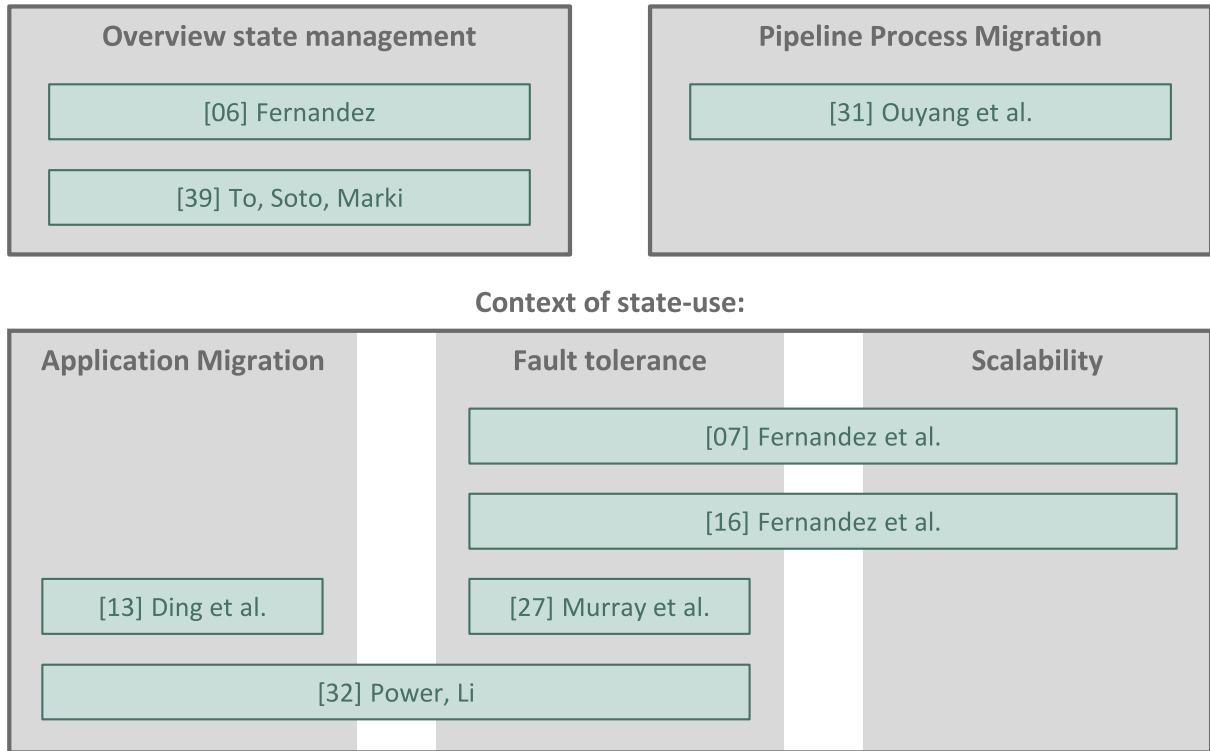 Overview state management
[06] Fernandez
[39] To, Soto, Marki
Pipeline Process Migration
[31] Ouyang et al.
Context of state-use:
Application Migration
Fault tolerance
Scalability
[07] Fernandez et al.
[16] Fernandez et al.
[13] Ding et al.
[27] Murray et al.
[32] Power, Li